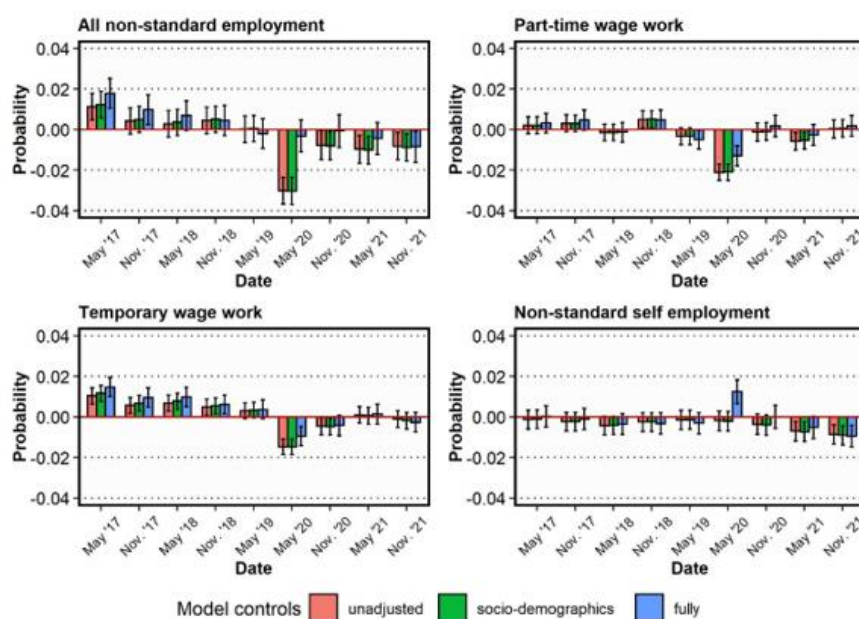 All non-standard employment
Part-time wage work
0.04
0.02
0.00
-0.02
-0.04
Probability
May '17
Nov. '17
May '18
Nov. '18
May '19
May '20
Nov. '20
May '21
Nov. '21
Date
0.04
0.02
0.00
-0.02
-0.04
Probability
May '17
Nov. '17
May '18
Nov. '18
May '19
May '20
Nov. '20
May '21
Nov. '21
Date
Temporary wage work
Non-standard self employment
0.04
0.02
0.00
-0.02
-0.04
Probability
May '17
Nov. '17
May '18
Nov. '18
May '19
May '20
Nov. '20
May '21
Nov. '21
Date
0.04
0.02
0.00
-0.02
-0.04
Probability
May '17
Nov. '17
May '18
Nov. '18
May '19
May '20
Nov. '20
May '21
Nov. '21
Date
Model controls unadjusted socio-demographics fully